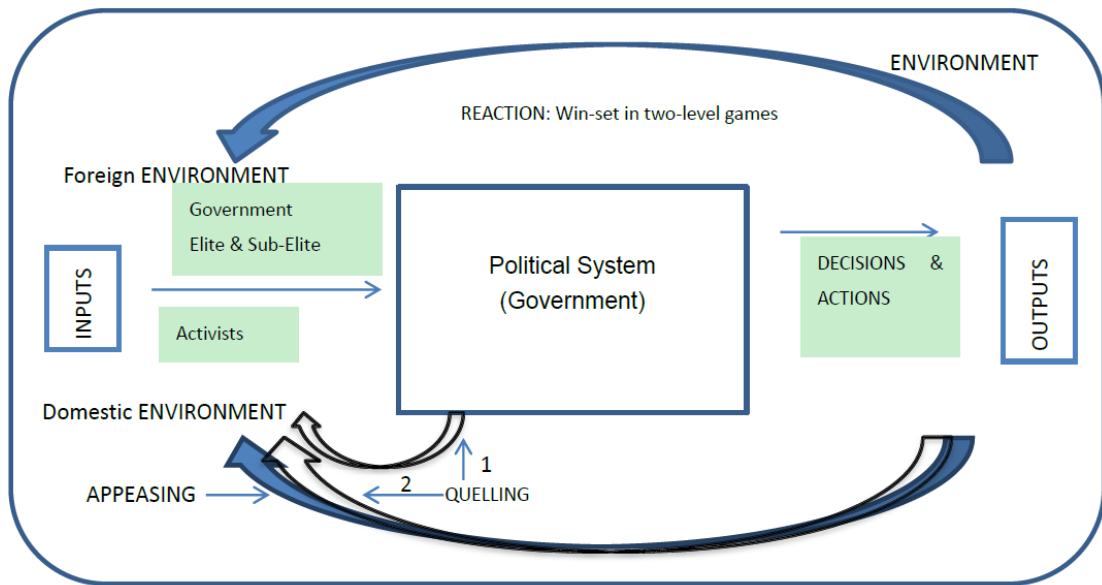 ENVIRONMENT
REACTION: Win-set in two-level games
Foreign ENVIRONMENT
Government
Elite & Sub-Elite
INPUTS
Activists
Political System
(Government)
DECISIONS &
ACTIONS
OUTPUTS
Domestic ENVIRONMENT
1
2
APPEASING
QUELLING